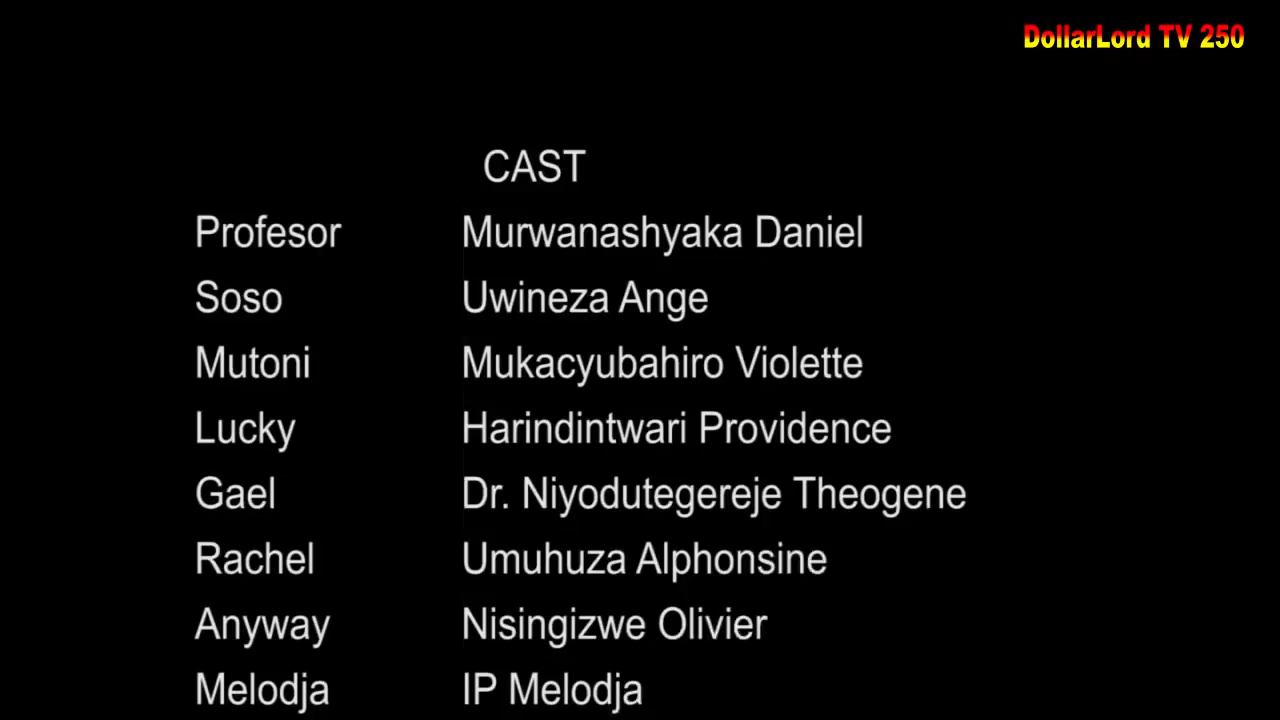 DollarLord TV 250
CAST
Profesor Murwanashyaka Daniel
Soso Uwineza Ange
Mutoni Mukacyubahiro Violette
Lucky Harindintwari Providence
Gael Dr. Niyodutegereje Theogene
Rachel Umuhuza Alphonsine
Anyway Nisingizwe Olivier
Melodja IP Melodja